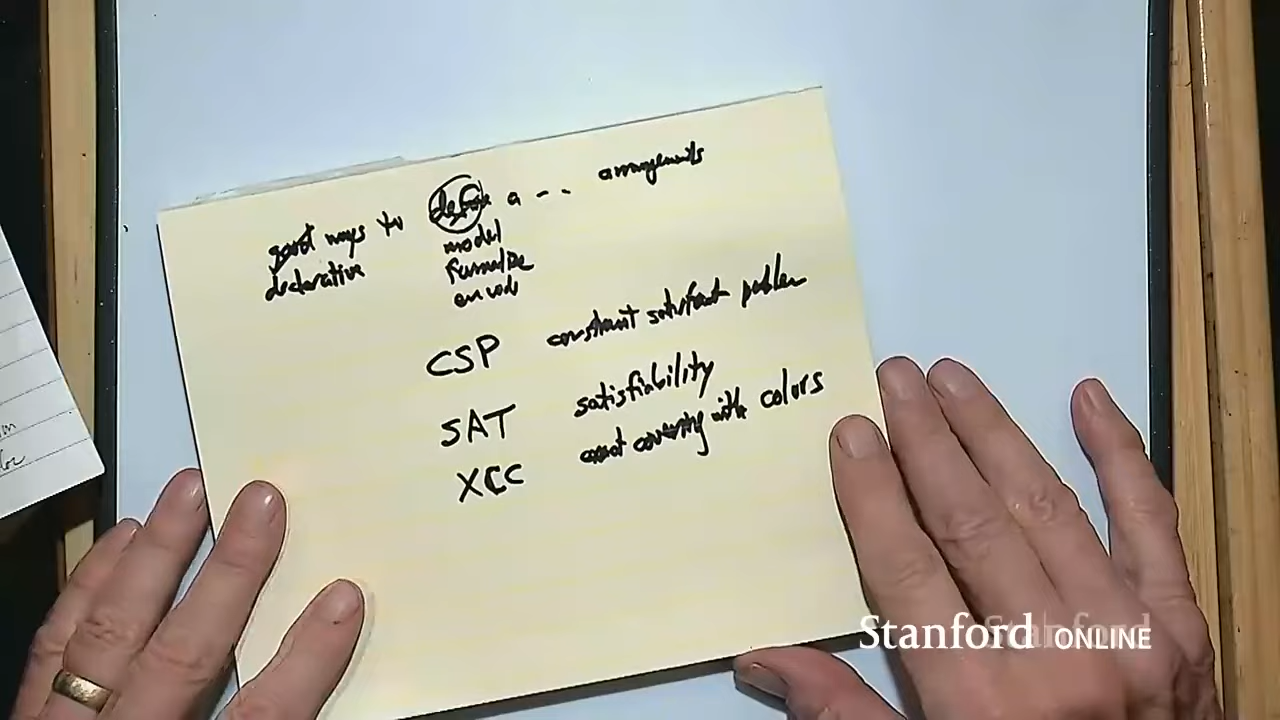 good ways to define a - - - arrangements
declarative
model
formalize
encode
CSP constraint satisfact problem
SAT satisfiability
XCC exact covering with colors
Stanford ONLINE